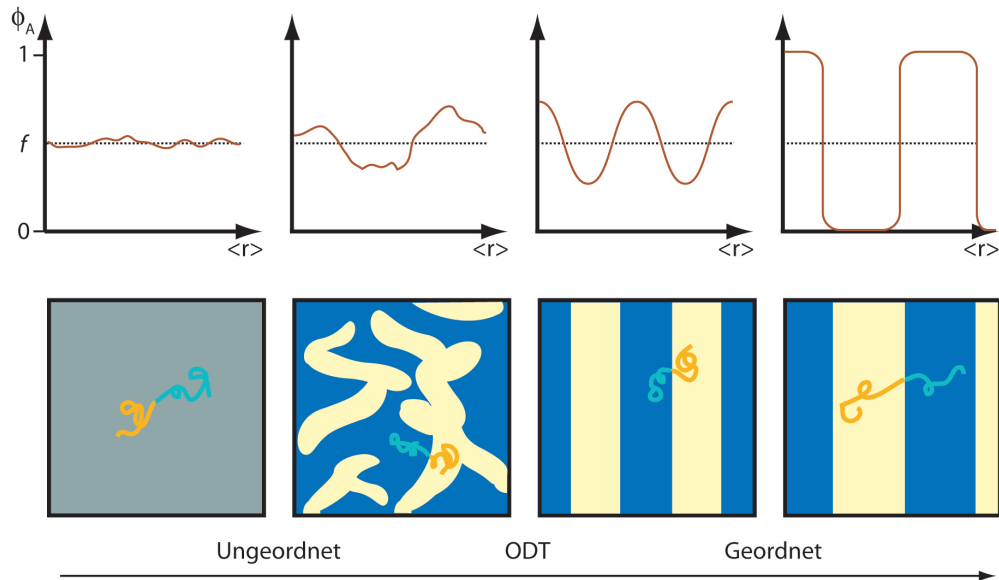 ϕA
1
f
0
<r>
<r>
<r>
<r>
Ungeordnet
ODT
Geordnet